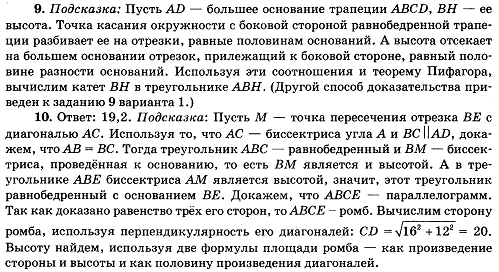 9. Подсказка: Пусть AD — большее основание трапеции ABCD, BH — ее
высота. Точка касания окружности с боковой стороной равнобедренной трапе-
ции разбивает ее на отрезки, равные половинам оснований. А высота отсекает
на большем основании отрезок, прилежащий к боковой стороне, равный поло-
вине разности оснований. Используя эти соотношения и теорему Пифагора,
вычислим катет BH в треугольнике ABH. (Другой способ доказательства при-
веден к заданию 9 варианта 1.)
10. Ответ: 19,2. Подсказка: Пусть M — точка пересечения отрезка BE с
диагональю AC. Используя то, что AC — биссектриса угла A и BC || AD, дока-
жем, что AB = BC. Тогда треугольник ABC — равнобедренный и BM — биссек-
триса, проведённая к основанию, то есть BM является и высотой. А в тре-
угольнике ABE биссектриса AM является высотой, значит, этот треугольник
равнобедренный с основанием BE. Докажем, что ABCE — параллелограмм.
Так как доказано равенство трёх его сторон, то ABCE – ромб. Вычислим сторону
ромба, используя перпендикулярность его диагоналей: CD = √16² + 12² = 20.
Высоту найдем, используя две формулы площади ромба — как произведение
стороны и высоты и как половину произведения диагоналей.